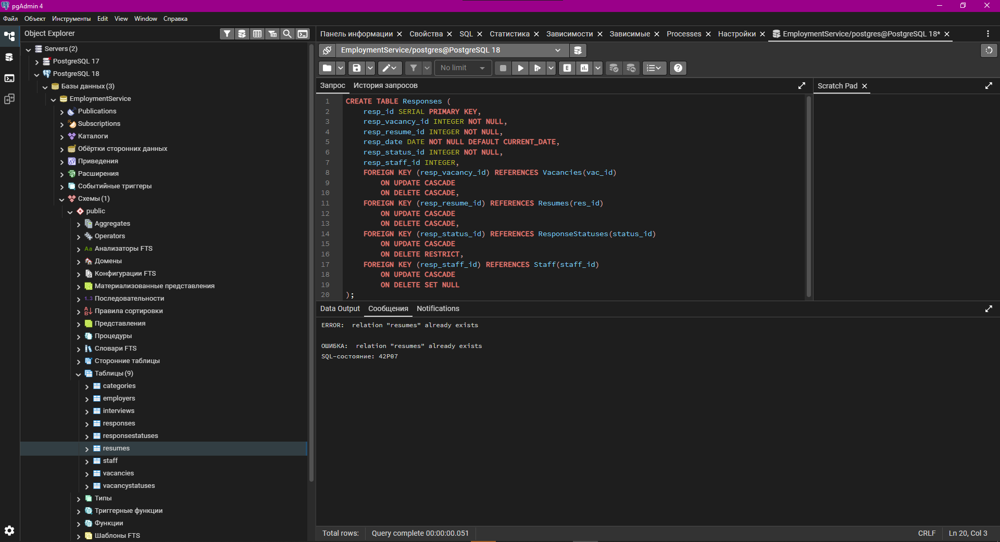 pgAdmin 4
Файл Объект Инструменты Edit View Window Справка
Object Explorer
Servers (2)
PostgreSQL 17
PostgreSQL 18
Базы данных (3)
EmploymentService
Publications
Subscriptions
Каталоги
Обёртки сторонних данных
Приведения
Расширения
Событийные триггеры
Схемы (1)
public
Aggregates
Operators
Aa Анализаторы FTS
Домены
Конфигурации FTS
Материализованные представления
1..3 Последовательности
Правила сортировки
Представления
Процедуры
Словари FTS
Сторонние таблицы
Таблицы (9)
categories
employers
interviews
responses
responsestatuses
resumes
staff
vacancies
vacancystatuses
Типы
Триггерные функции
Функции
Шаблоны FTS
Панель информации Свойства SQL Статистика Зависимости Зависимые Processes Настройки EmploymentService/postgres@PostgreSQL 18*
EmploymentService/postgres@PostgreSQL 18
No limit
Запрос История запросов
Scratch Pad
1 CREATE TABLE Responses (
2 resp_id SERIAL PRIMARY KEY,
3 resp_vacancy_id INTEGER NOT NULL,
4 resp_resume_id INTEGER NOT NULL,
5 resp_date DATE NOT NULL DEFAULT CURRENT_DATE,
6 resp_status_id INTEGER NOT NULL,
7 resp_staff_id INTEGER,
8 FOREIGN KEY (resp_vacancy_id) REFERENCES Vacancies(vac_id)
9 ON UPDATE CASCADE
10 ON DELETE CASCADE,
11 FOREIGN KEY (resp_resume_id) REFERENCES Resumes(res_id)
12 ON UPDATE CASCADE
13 ON DELETE CASCADE,
14 FOREIGN KEY (resp_status_id) REFERENCES ResponseStatuses(status_id)
15 ON UPDATE CASCADE
16 ON DELETE RESTRICT,
17 FOREIGN KEY (resp_staff_id) REFERENCES Staff(staff_id)
18 ON UPDATE CASCADE
19 ON DELETE SET NULL
20 );
Data Output Сообщения Notifications
ERROR: relation "resumes" already exists
ОШИБКА: relation "resumes" already exists
SQL-состояние: 42P07
Total rows: Query complete 00:00:00.051
CRLF Ln 20, Col 3